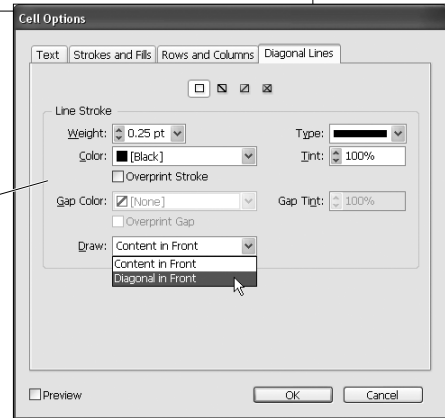 Cell Options
Text Strokes and Fills Rows and Columns Diagonal Lines
Line Stroke
Weight: 0.25 pt Type:
Color: [Black] Tint: 100%
Overprint Stroke
Gap Color: [None] Gap Tint: 100%
Overprint Gap
Draw: Content in Front
Content in Front
Diagonal in Front
Preview OK Cancel